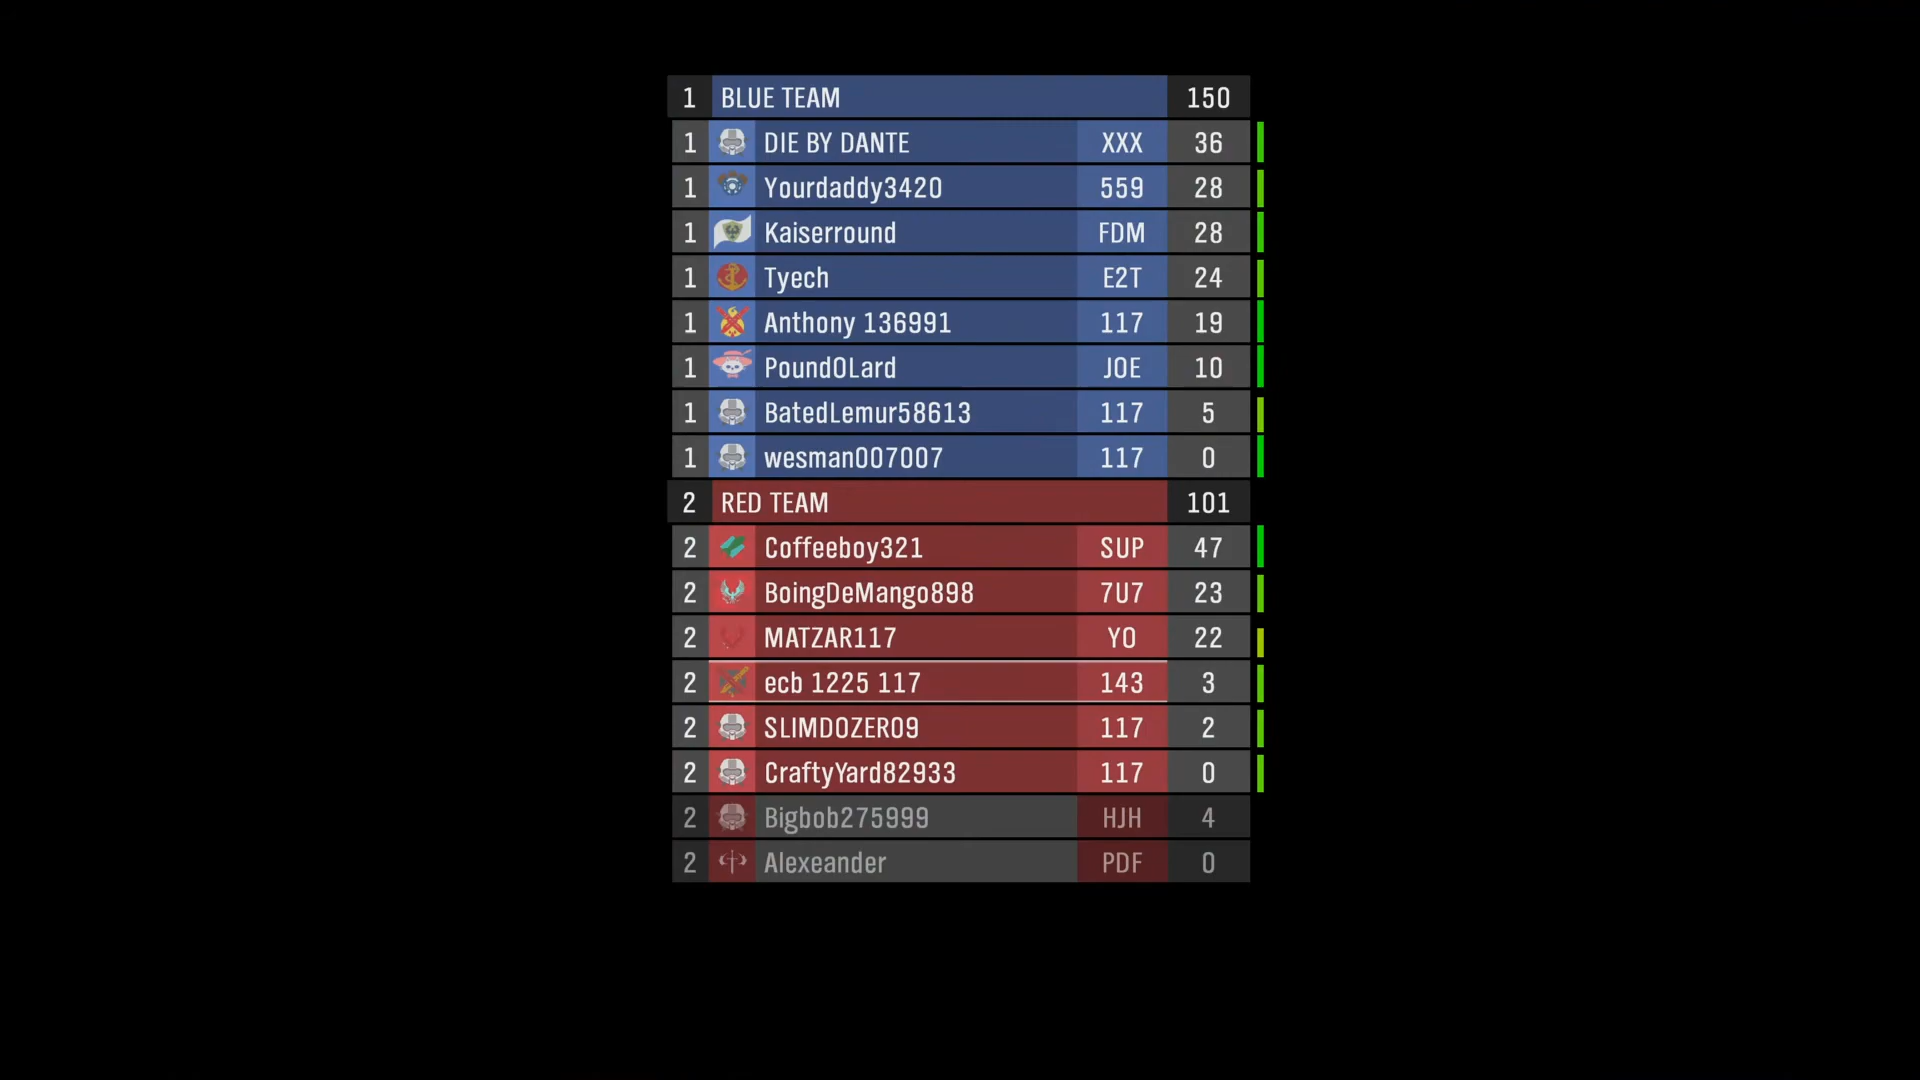 1 BLUE TEAM 150
1 DIE BY DANTE XXX 36
1 Yourdaddy3420 559 28
1 Kaiserround FDM 28
1 Tyech E2T 24
1 Anthony 136991 117 19
1 PoundOLard JOE 10
1 BatedLemur58613 117 5
1 wesman007007 117 0
2 RED TEAM 101
2 Coffeeboy321 SUP 47
2 BoingDeMango898 7U7 23
2 MATZAR117 YO 22
2 ecb 1225 117 143 3
2 SLIMDOZER09 117 2
2 CraftyYard82933 117 0
2 Bigbob275999 HJH 4
2 Alexeander PDF 0